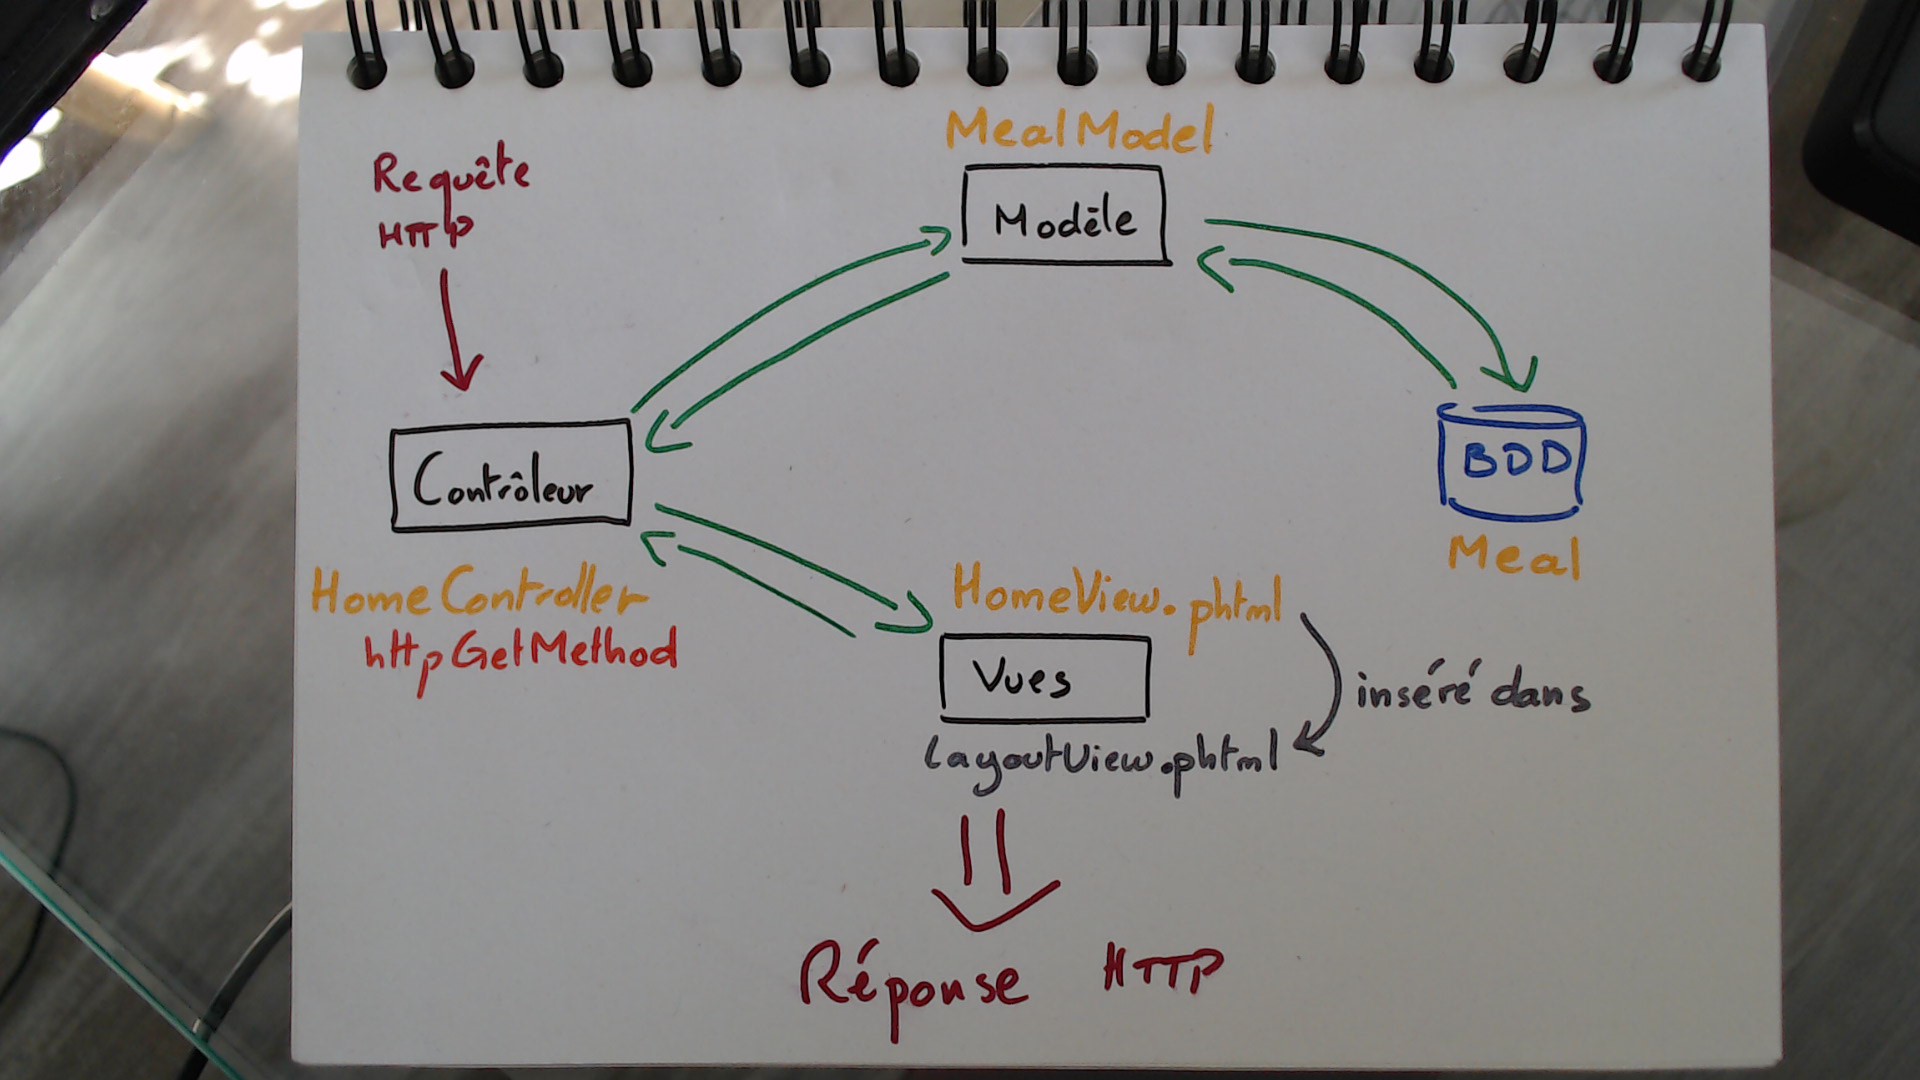 MealModel
Requête
HTTP
Modèle
Contrôleur
BDD
Meal
HomeController
httpGetMethod
HomeView.phtml
Vues
inséré dans
LayoutView.phtml
Réponse HTTP